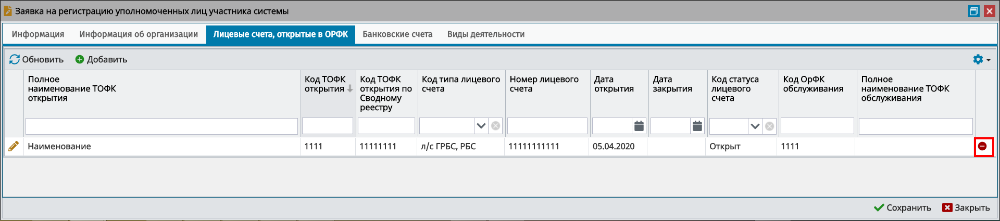 Заявка на регистрацию уполномоченных лиц участника системы
Информация Информация об организации Лицевые счета, открытые в ОРФК Банковские счета Виды деятельности
Обновить Добавить
Полное
наименование ТОФК
открытия
Код ТОФК
открытия
Код ТОФК
открытия по
Сводному
реестру
Код типа лицевого
счета
Номер лицевого
счета
Дата
открытия
Дата
закрытия
Код статуса
лицевого
счета
Код ОрФК
обслуживания
Полное
наименование ТОФК
обслуживания
Наименование 1111 11111111 л/с ГРБС, РБС 11111111111 05.04.2020 Открыт 1111
Сохранить Закрыть